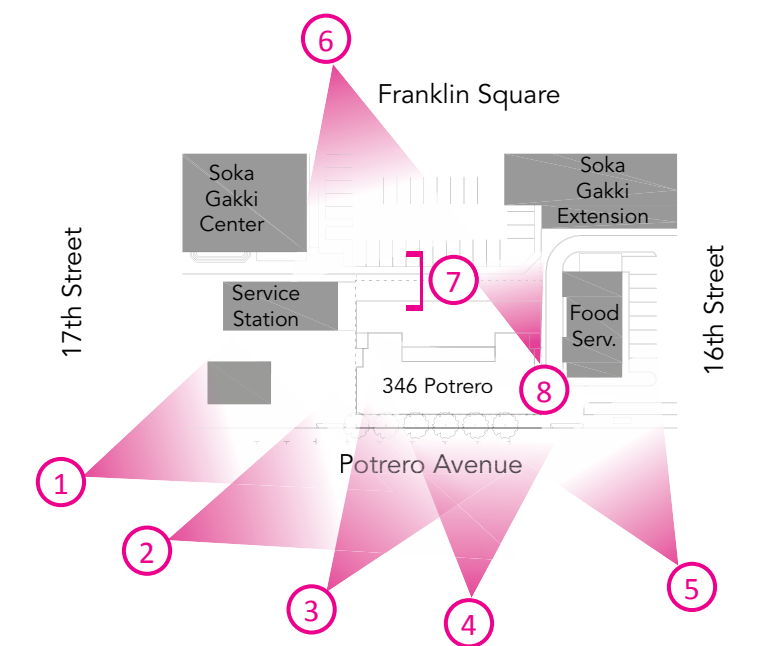 6
Franklin Square
Soka
Gakki
Center
Soka
Gakki
Extension
17th Street
16th Street
7
Service
Station
Food
Serv.
346 Potrero
8
Potrero Avenue
1
2
3
4
5